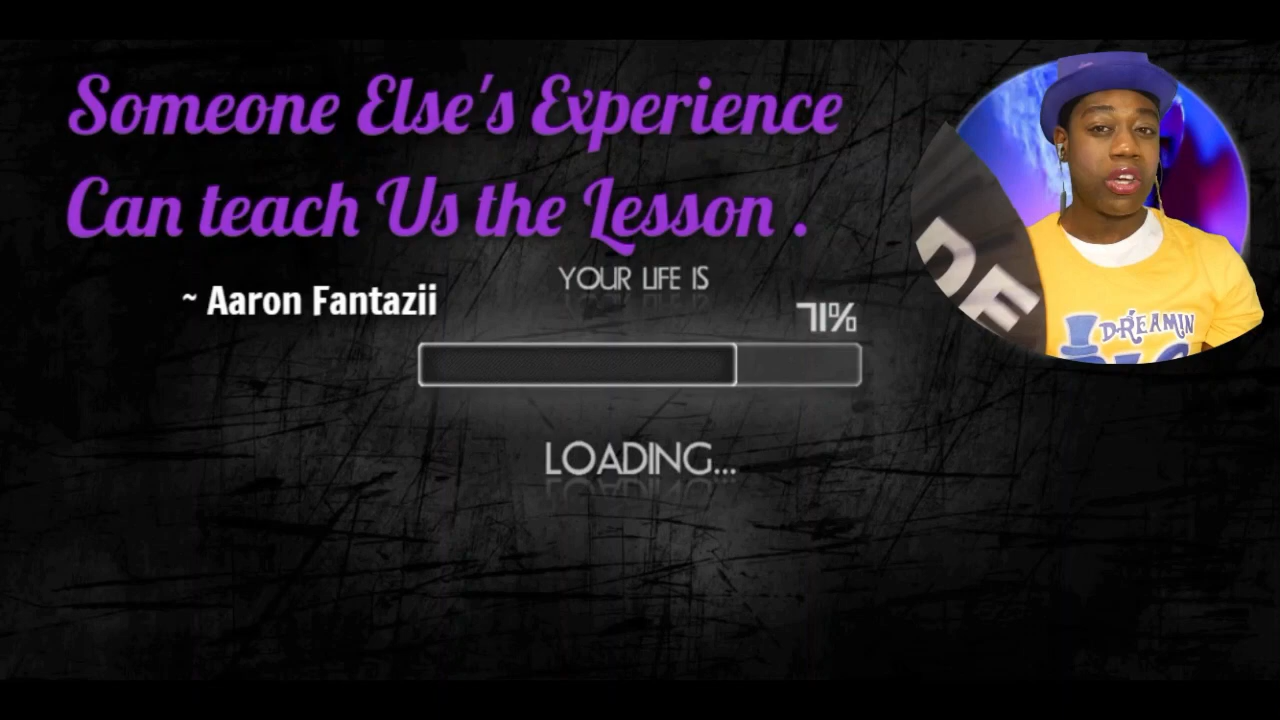 Someone Else's Experience
Can teach Us the Lesson .
~ Aaron Fantazii
YOUR LIFE IS
71%
LOADING...
DREAMIN